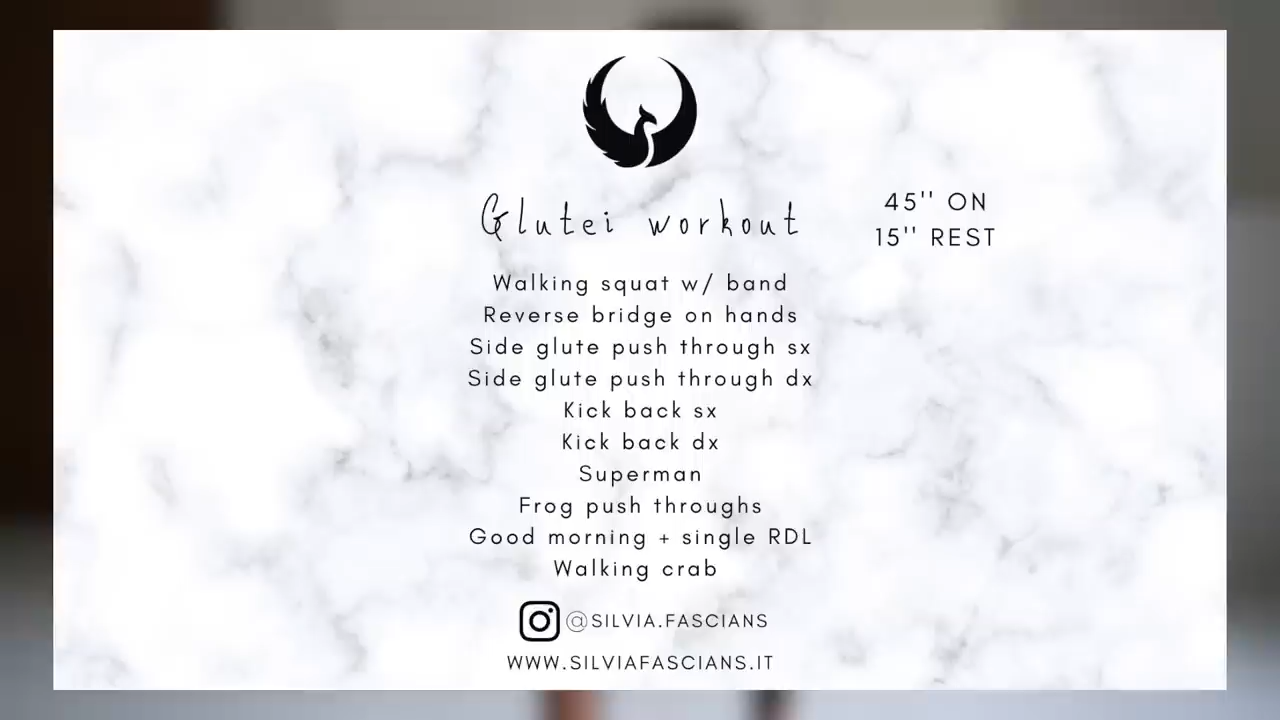 Glutei workout
45'' ON
15'' REST
Walking squat w/ band
Reverse bridge on hands
Side glute push through sx
Side glute push through dx
Kick back sx
Kick back dx
Superman
Frog push throughs
Good morning + single RDL
Walking crab
@SILVIA.FASCIANS
WWW.SILVIAFASCIANS.IT